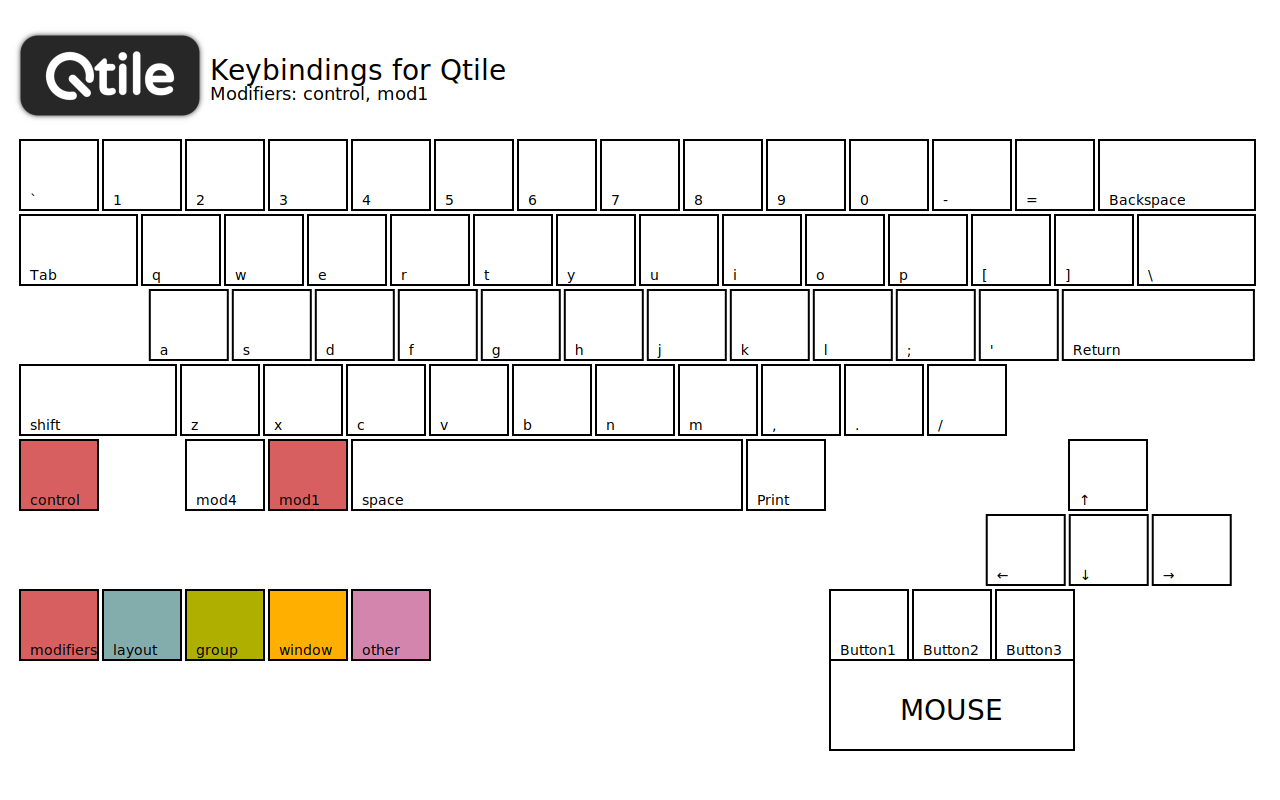 Qtile
Keybindings for Qtile
Modifiers: control, mod1
` 1 2 3 4 5 6 7 8 9 0 - = Backspace
Tab q w e r t y u i o p [ ] \
a s d f g h j k l ; ' Return
shift z x c v b n m , . /
control mod4 mod1 space Print ↑
← ↓ →
modifiers layout group window other Button1 Button2 Button3
MOUSE